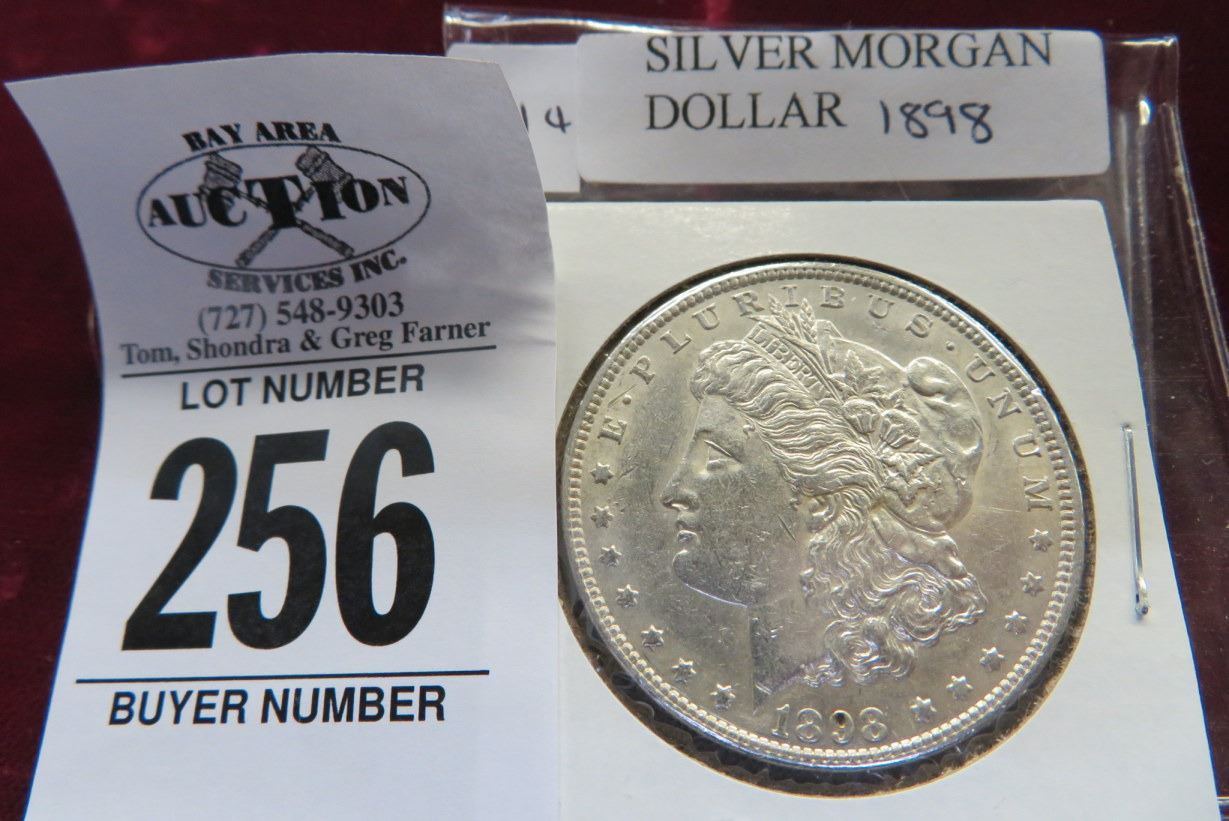 BAY AREA
AUCTION
SERVICES INC.
(727) 548-9303
Tom, Shondra & Greg Farner
LOT NUMBER
256
BUYER NUMBER
14
SILVER MORGAN
DOLLAR 1898
E·PLURIBUS·UNUM
LIBERTY
1898